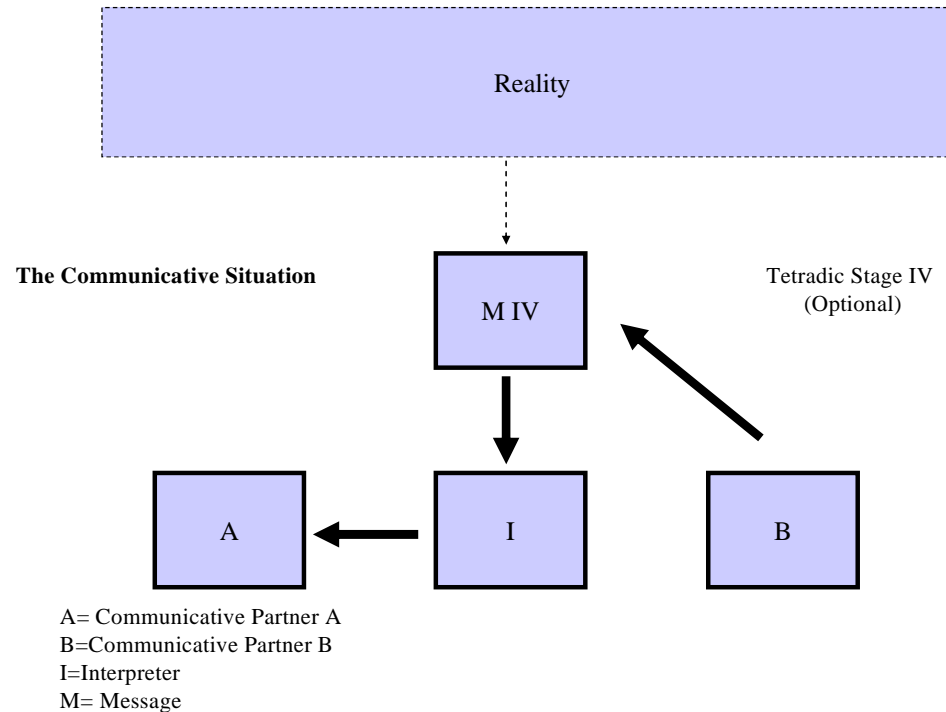 Reality
The Communicative Situation
Tetradic Stage IV
(Optional)
M IV
A
I
B
A= Communicative Partner A
B=Communicative Partner B
I=Interpreter
M= Message